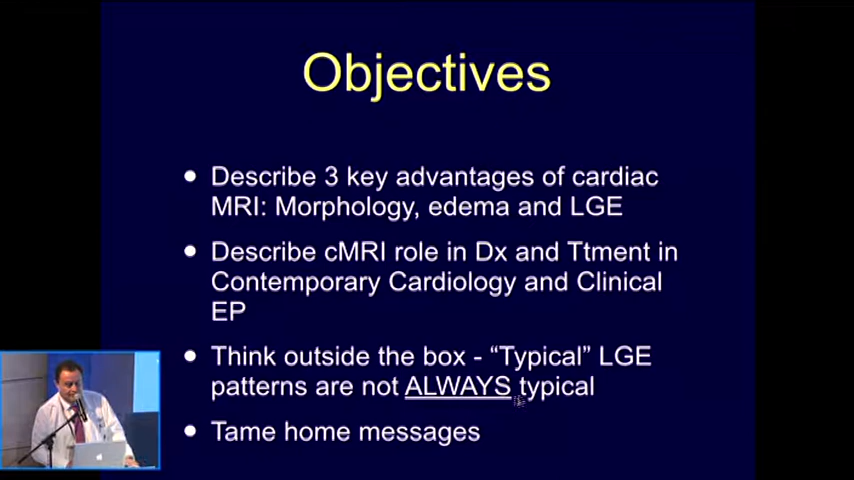 Objectives
Describe 3 key advantages of cardiac
MRI: Morphology, edema and LGE
Describe cMRI role in Dx and Ttment in
Contemporary Cardiology and Clinical
EP
Think outside the box - “Typical” LGE
patterns are not ALWAYS typical
Tame home messages